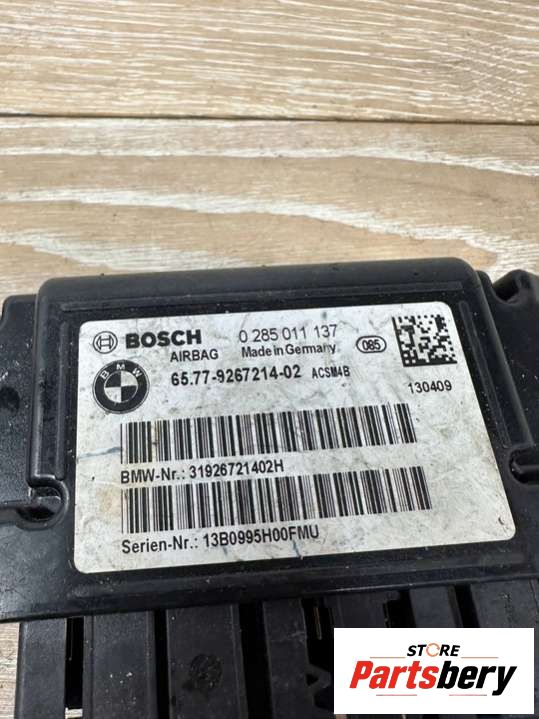 BOSCH 0 285 011 137
AIRBAG Made in Germany 085
BMW 65.77-9267214-02 ACSM4B
130409
BMW-Nr.: 31926721402H
Serien-Nr.: 13B0995H00FMU
STORE
Partsbery